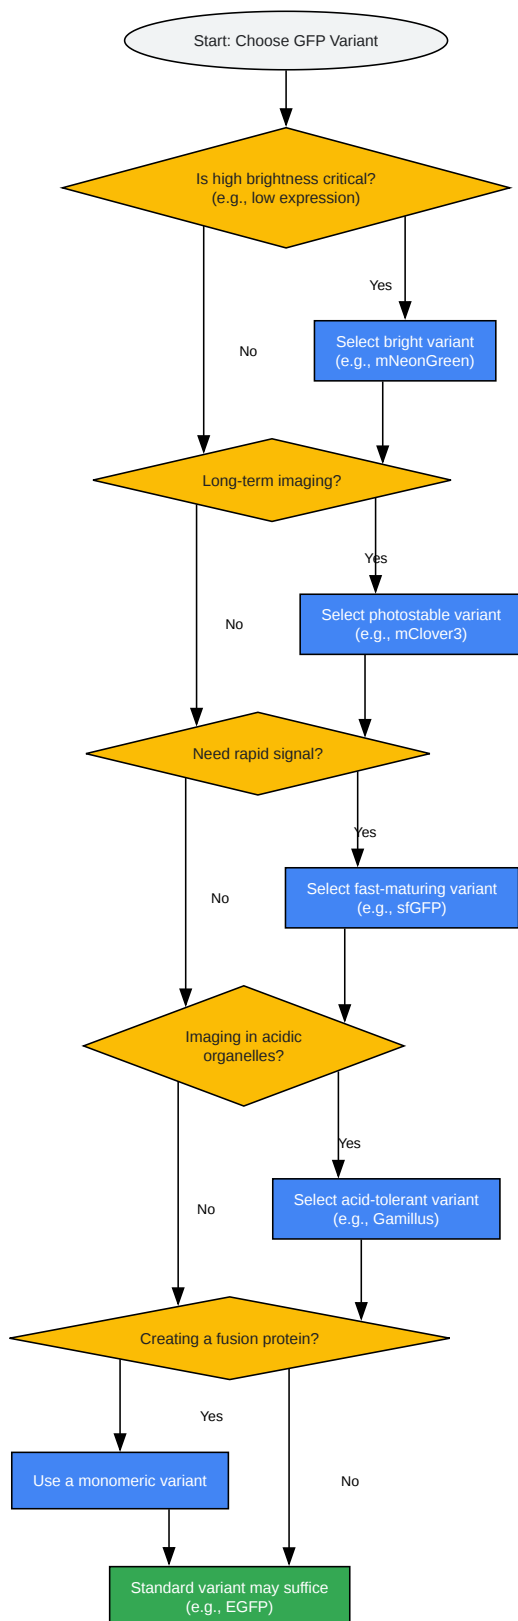 Start: Choose GFP Variant
Is high brightness critical?
(e.g., low expression)
Yes
Select bright variant
(e.g., mNeonGreen)
No
Long-term imaging?
Yes
Select photostable variant
(e.g., mClover3)
No
Need rapid signal?
Yes
Select fast-maturing variant
(e.g., sfGFP)
No
Imaging in acidic
organelles?
Yes
Select acid-tolerant variant
(e.g., Gamillus)
No
Creating a fusion protein?
Yes
Use a monomeric variant
No
Standard variant may suffice
(e.g., EGFP)